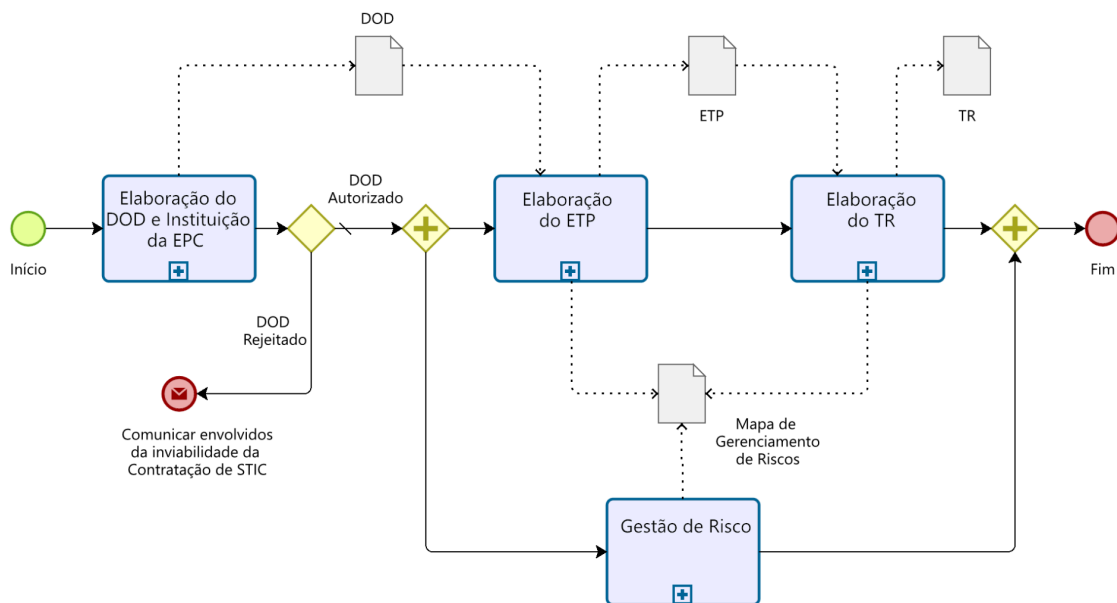 DOD
ETP
TR
Início
Elaboração do
DOD e Instituição
da EPC
DOD
Autorizado
DOD
Rejeitado
Comunicar envolvidos
da inviabilidade da
Contratação de STIC
Elaboração
do ETP
Elaboração
do TR
Fim
Mapa de
Gerenciamento
de Riscos
Gestão de Risco